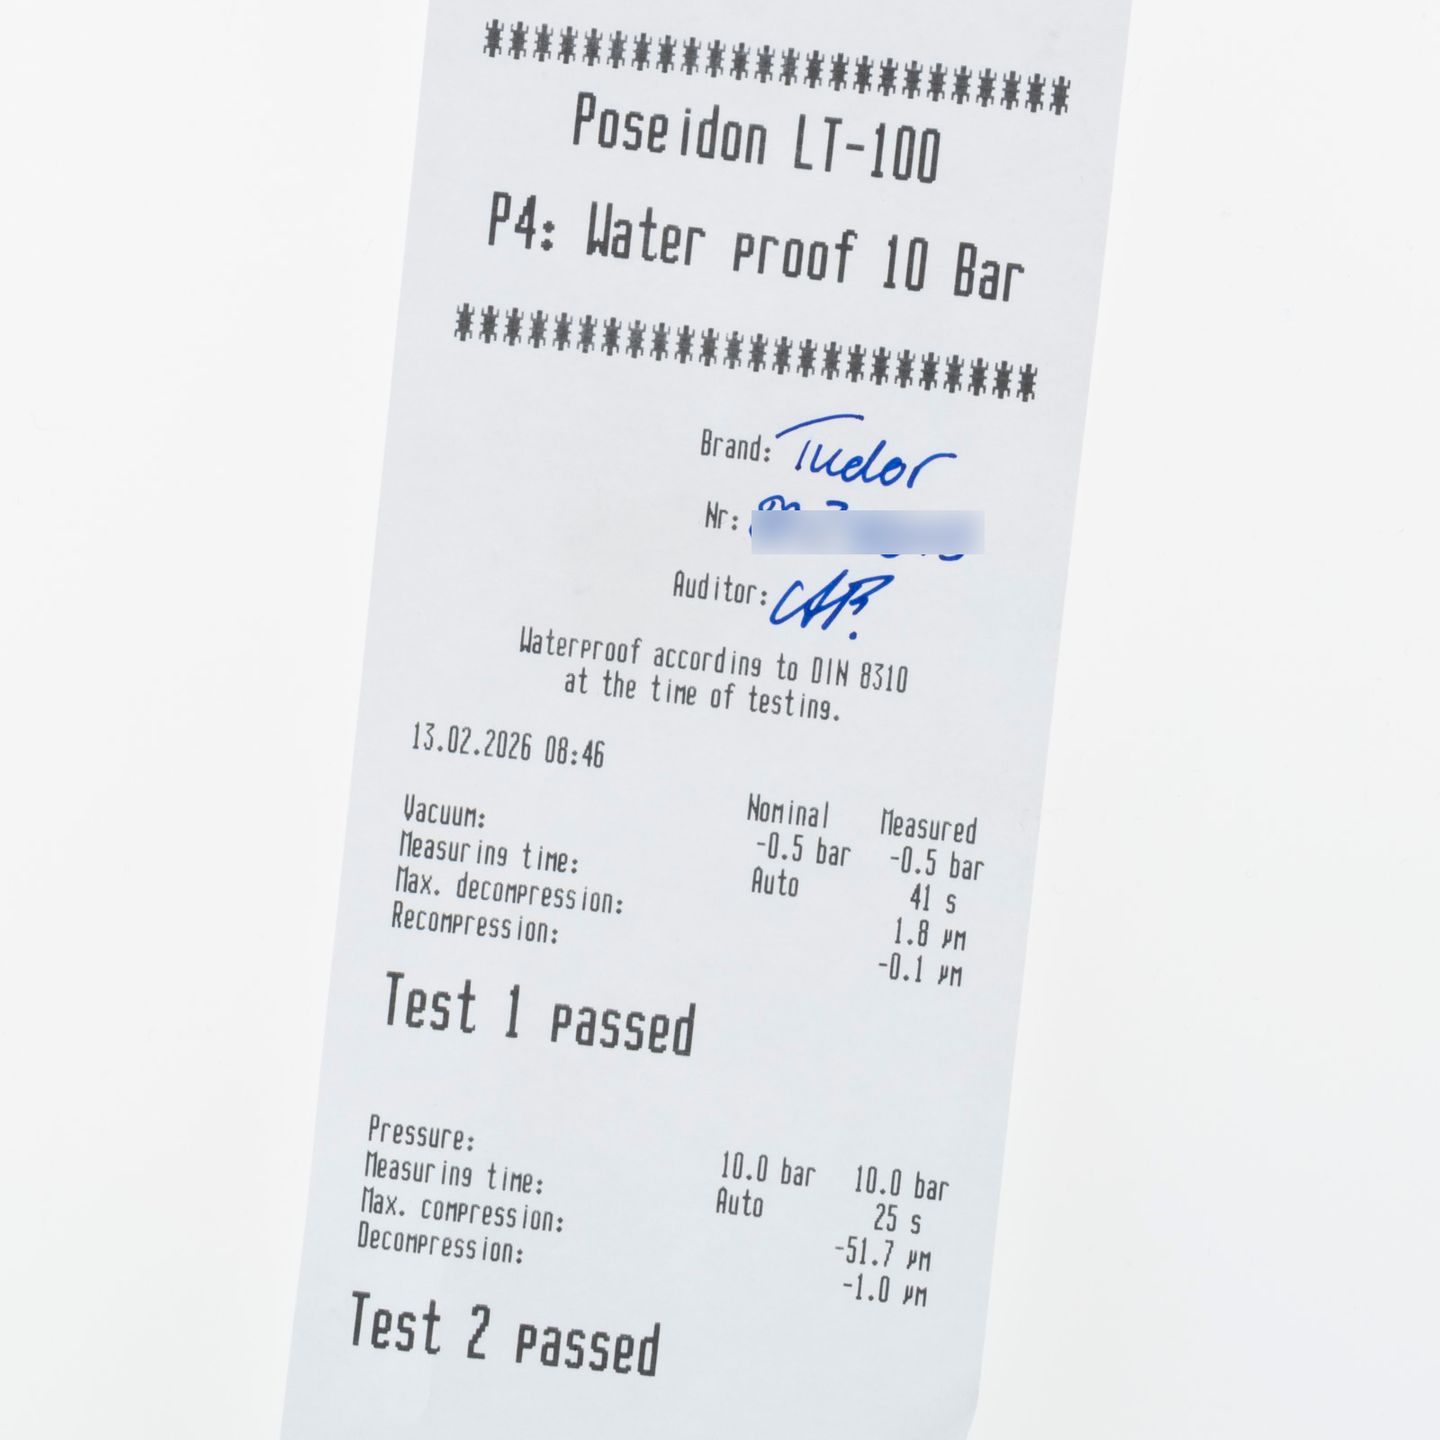 ************************
Poseidon LT-100
P4: Water proof 10 Bar
************************
Brand: Tudor
Nr:
Auditor:
Waterproof according to DIN 8310
at the time of testing.
13.02.2026 08:46
Nominal Measured
Vacuum: -0.5 bar -0.5 bar
Measuring time: Auto 41 s
Max. decompression: 1.8 µm
Recompression: -0.1 µm
Test 1 passed
Pressure: 10.0 bar 10.0 bar
Measuring time: Auto 25 s
Max. compression: -51.7 µm
Decompression: -1.0 µm
Test 2 passed